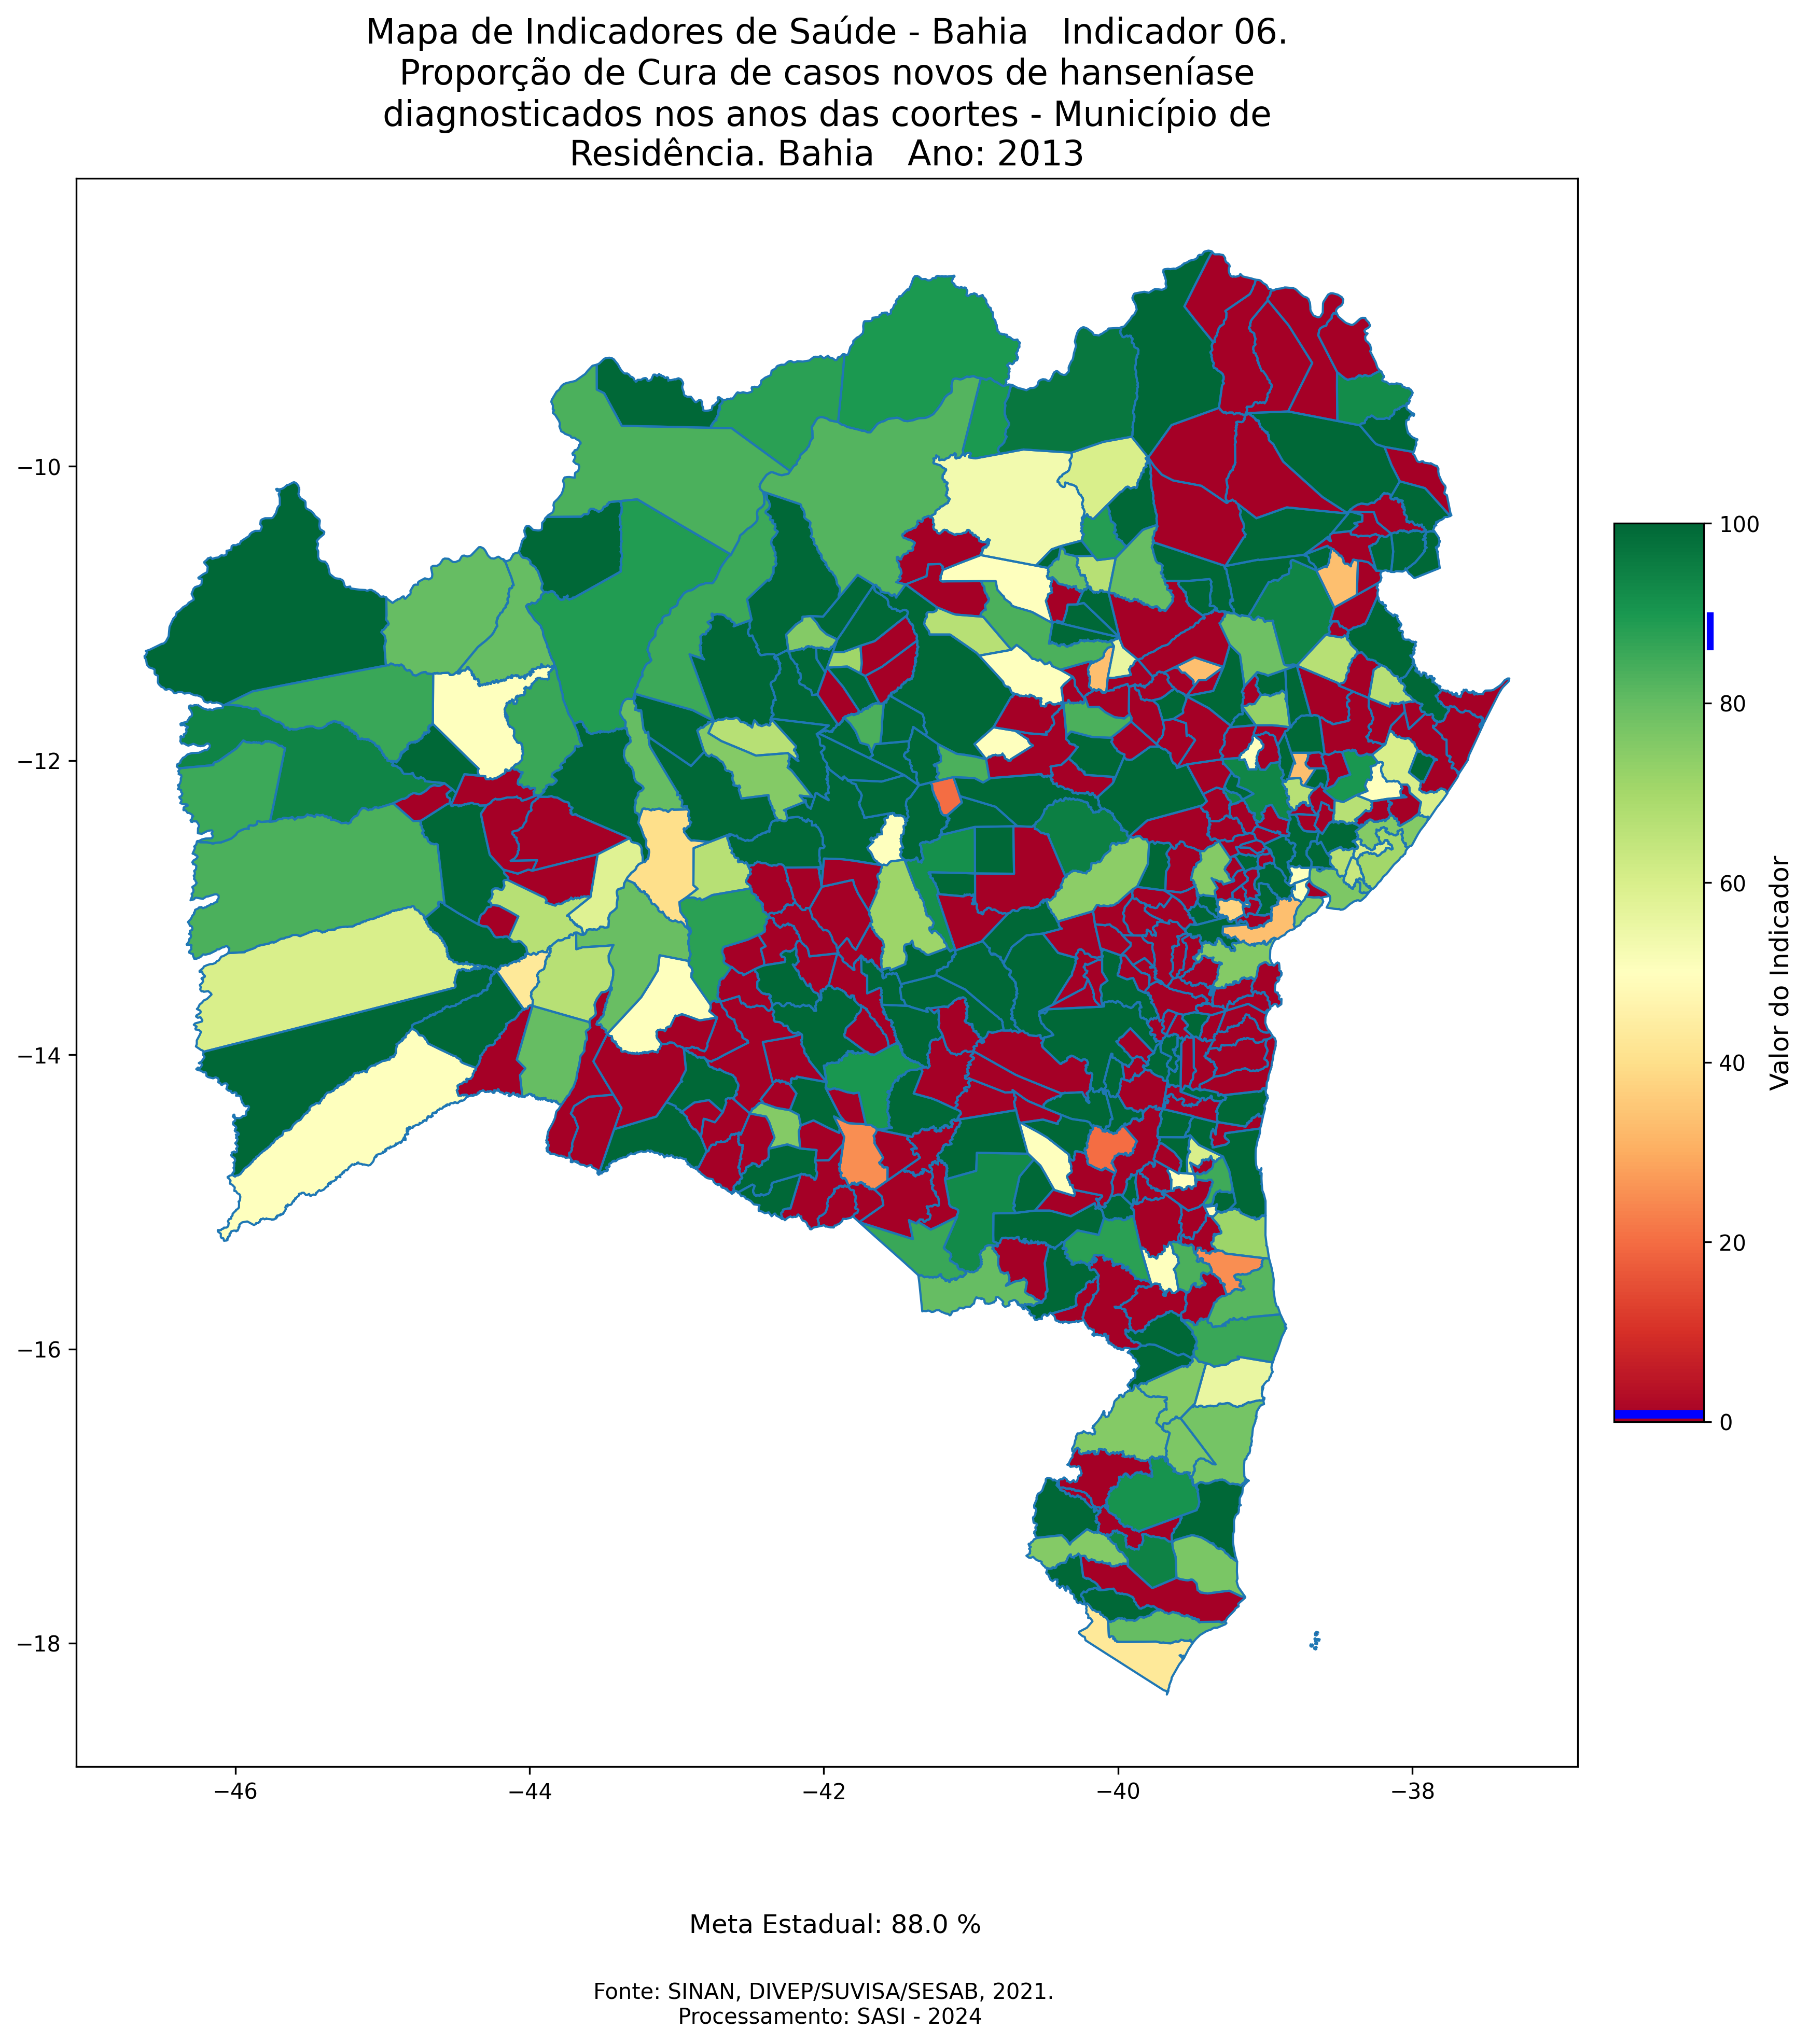 Mapa de Indicadores de Saúde - Bahia   Indicador 06.
Proporção de Cura de casos novos de hanseníase
diagnosticados nos anos das coortes - Município de
Residência. Bahia   Ano: 2013
−10
−12
−14
−16
−18
−46
−44
−42
−40
−38
100
80
60
40
20
0
Valor do Indicador
Meta Estadual: 88.0 %
Fonte: SINAN, DIVEP/SUVISA/SESAB, 2021.
Processamento: SASI - 2024